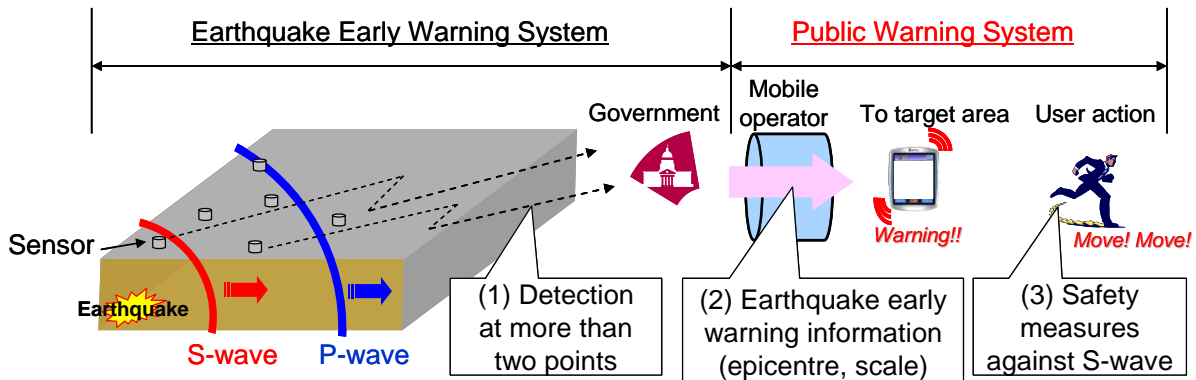 Earthquake Early Warning System
Public Warning System
Government
Mobile
operator
To target area
User action
Sensor
Earthquake
S-wave
P-wave
Warning!!
Move! Move!
(1) Detection
at more than
two points
(2) Earthquake early
warning information
(epicentre, scale)
(3) Safety
measures
against S-wave